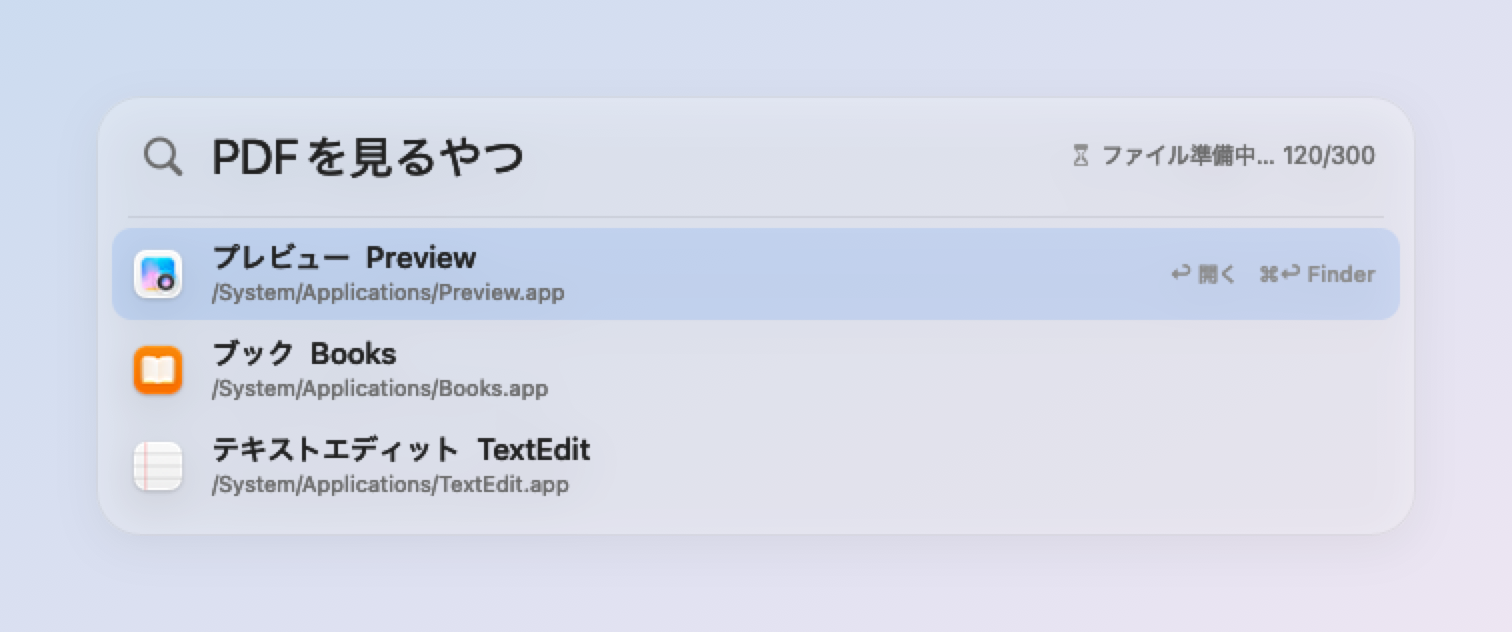 PDFを見るやつ
⏳ ファイル準備中... 120/300
プレビュー Preview
/System/Applications/Preview.app
↩ 開く ⌘↩ Finder
ブック Books
/System/Applications/Books.app
テキストエディット TextEdit
/System/Applications/TextEdit.app